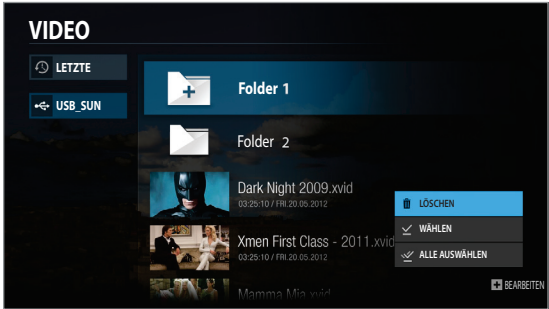 VIDEO
LETZTE
USB_SUN
Folder 1
Folder 2
Dark Night 2009.xvid
03:25:10 / FRI.20.05.2012
Xmen First Class - 2011.xvid
03:25:10 / FRI.20.05.2012
Mamma Mia xvid
LÖSCHEN
WÄHLEN
ALLE AUSWÄHLEN
BEARBEITEN